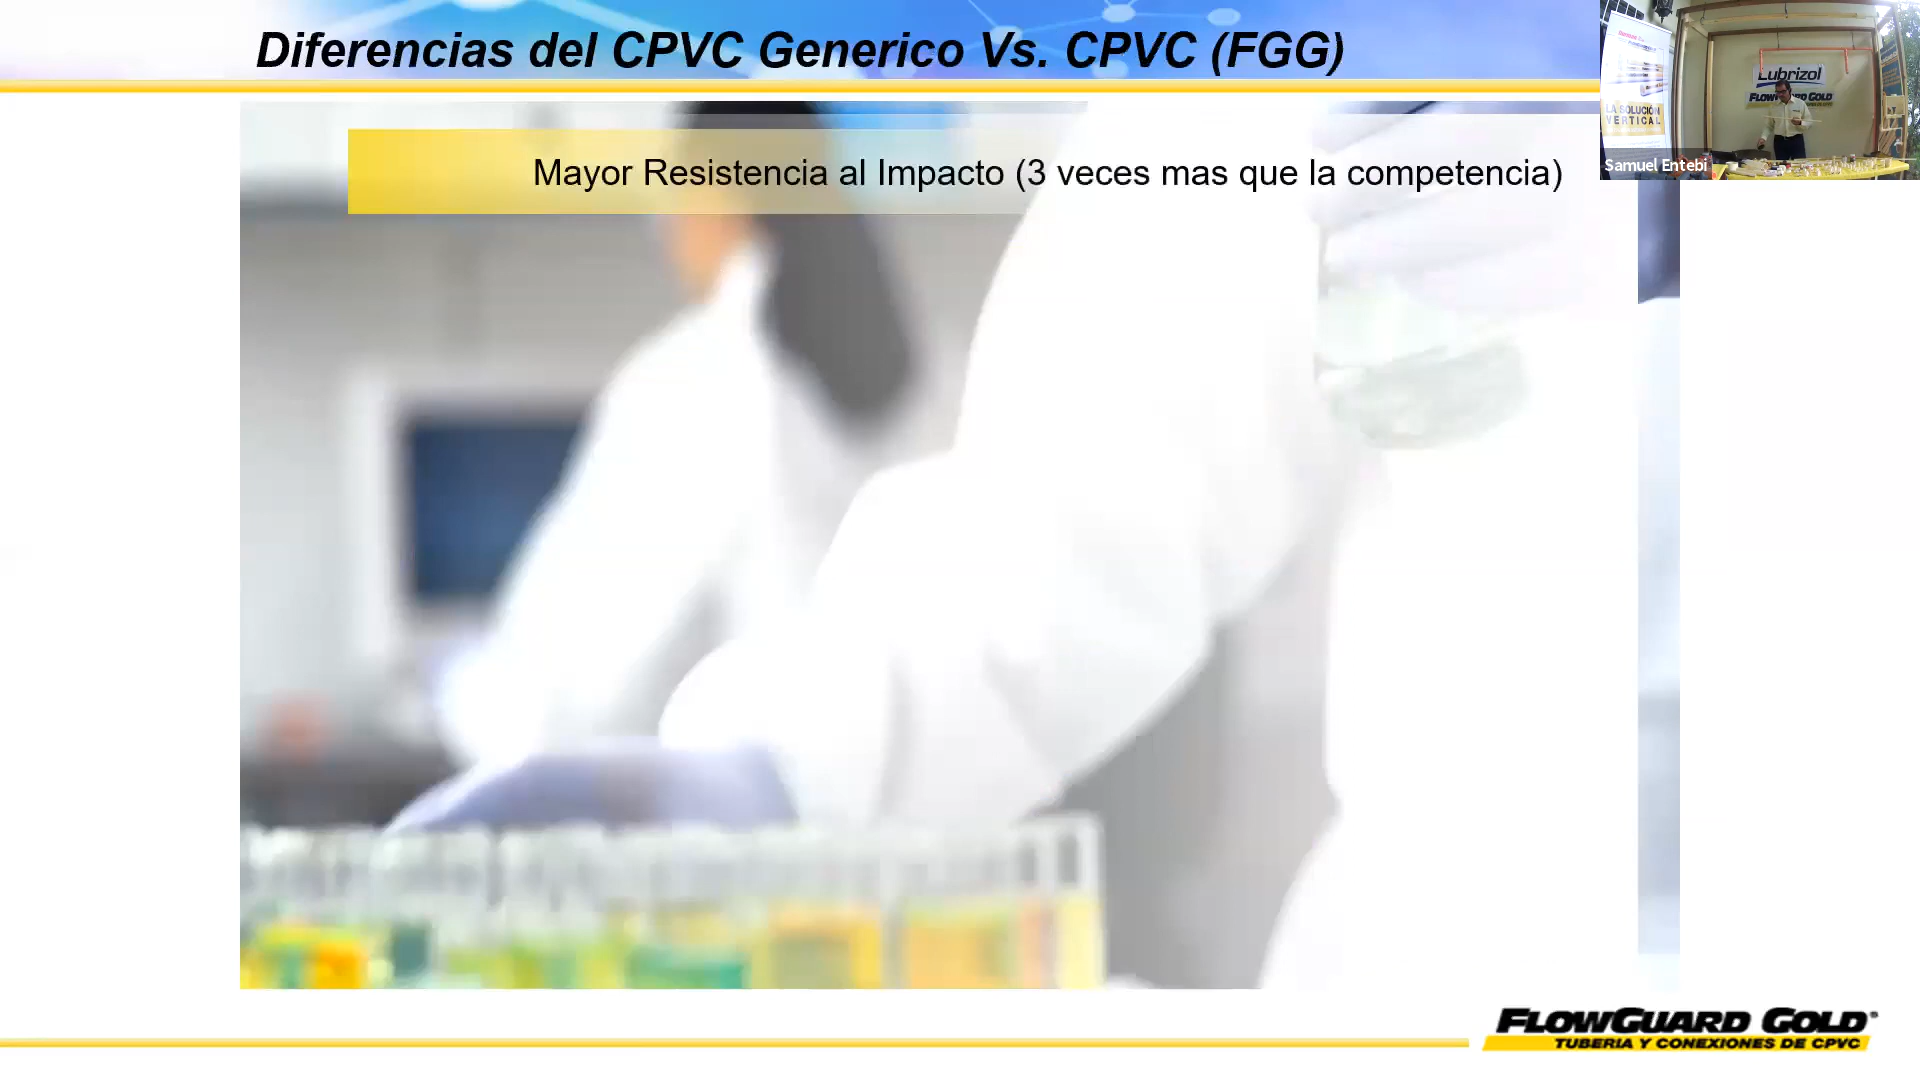 Diferencias del CPVC Generico Vs. CPVC (FGG)
Mayor Resistencia al Impacto (3 veces mas que la competencia)
Lubrizol
LA SOLUCIÓN
VERTICAL
Samuel Entebi
FLOWGUARD GOLD®
TUBERIA Y CONEXIONES DE CPVC